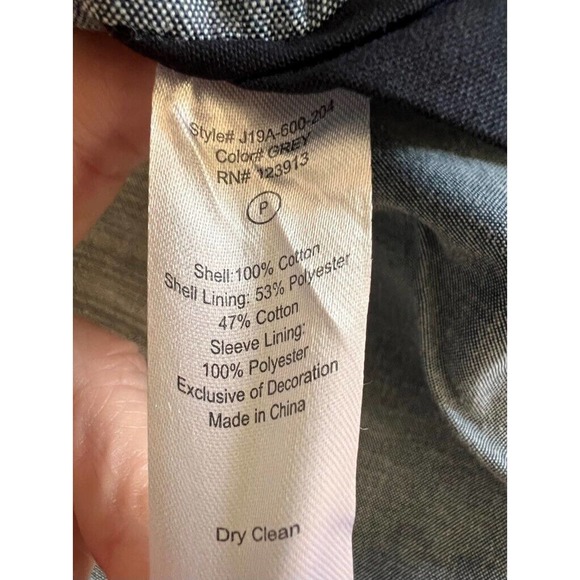 Style# J19A-600-204
Color# GREY
RN# 123913
P
Shell:100% Cotton
Shell Lining: 53% Polyester
47% Cotton
Sleeve Lining:
100% Polyester
Exclusive of Decoration
Made in China
Dry Clean